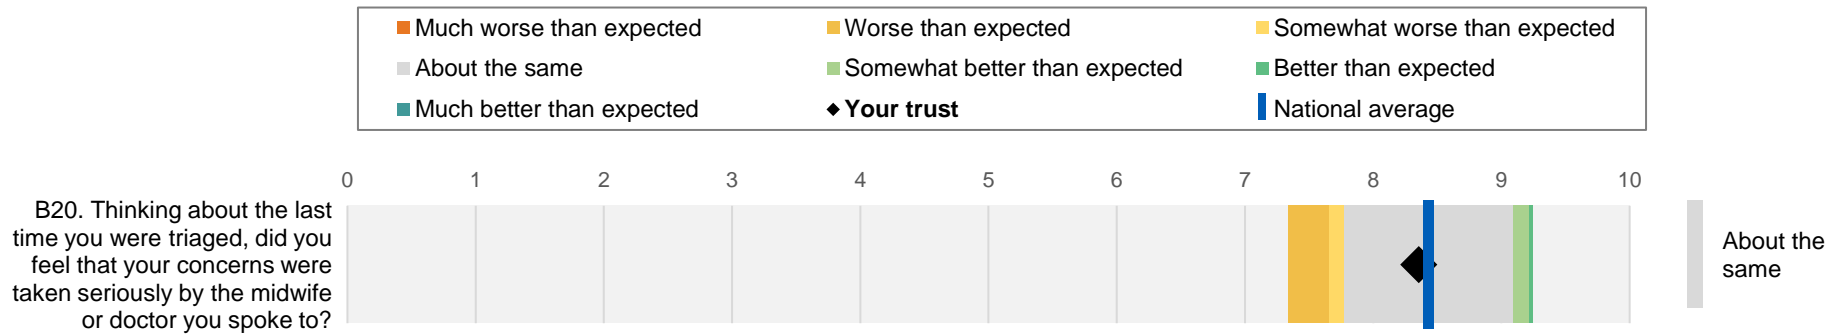 Much worse than expected
Worse than expected
Somewhat worse than expected
About the same
Somewhat better than expected
Better than expected
Much better than expected
Your trust
National average
0 1 2 3 4 5 6 7 8 9 10
B20. Thinking about the last
time you were triaged, did you
feel that your concerns were
taken seriously by the midwife
or doctor you spoke to?
About the
same